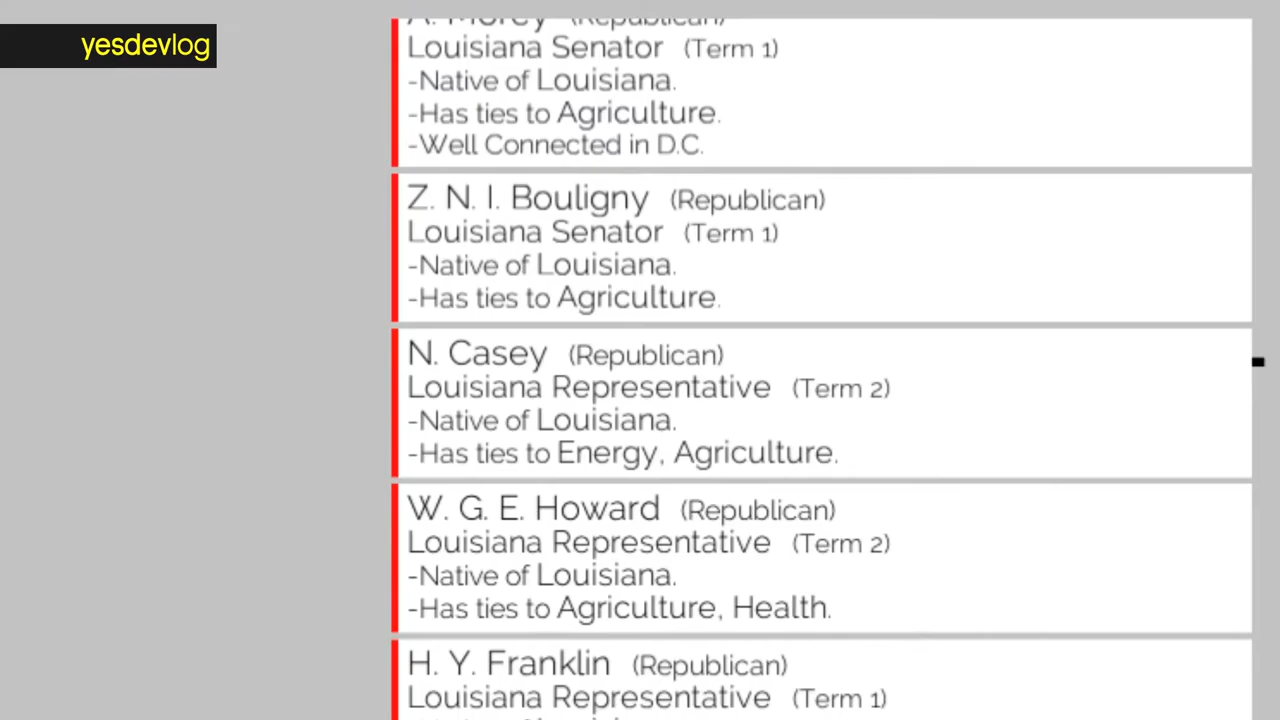 yesdevlog
A. Morey (Republican)
Louisiana Senator (Term 1)
-Native of Louisiana.
-Has ties to Agriculture.
-Well Connected in D.C.
Z. N. I. Bouligny (Republican)
Louisiana Senator (Term 1)
-Native of Louisiana.
-Has ties to Agriculture.
N. Casey (Republican)
Louisiana Representative (Term 2)
-Native of Louisiana.
-Has ties to Energy, Agriculture.
W. G. E. Howard (Republican)
Louisiana Representative (Term 2)
-Native of Louisiana.
-Has ties to Agriculture, Health.
H. Y. Franklin (Republican)
Louisiana Representative (Term 1)